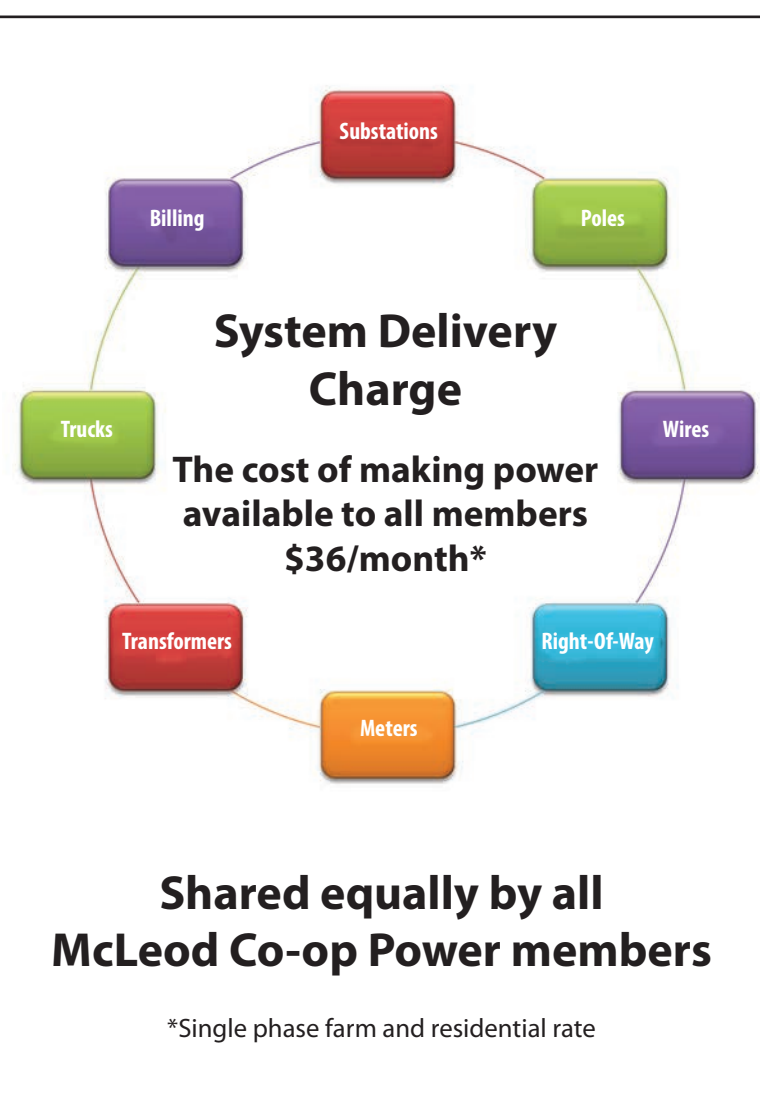 Substations
Billing
Poles
System Delivery
Charge
Trucks
Wires
The cost of making power
available to all members
$36/month*
Transformers
Right-Of-Way
Meters
Shared equally by all
McLeod Co-op Power members
*Single phase farm and residential rate